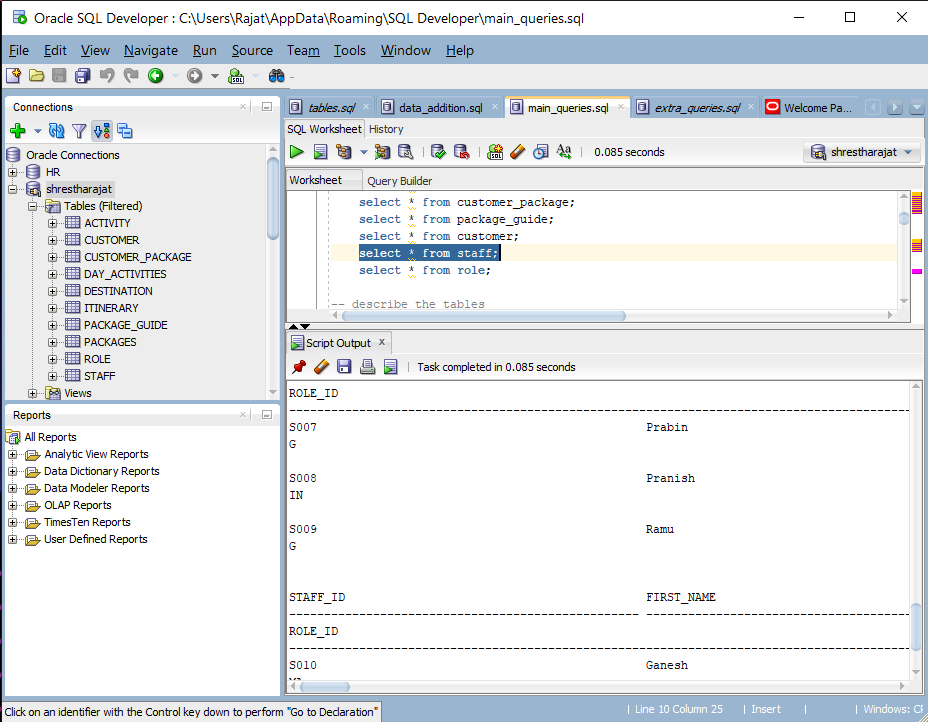 Oracle SQL Developer : C:\Users\Rajat\AppData\Roaming\SQL Developer\main_queries.sql
File Edit View Navigate Run Source Team Tools Window Help
Connections
Oracle Connections
HR
shrestharajat
Tables (Filtered)
ACTIVITY
CUSTOMER
CUSTOMER_PACKAGE
DAY_ACTIVITIES
DESTINATION
ITINERARY
PACKAGE_GUIDE
PACKAGES
ROLE
STAFF
Views
Reports
All Reports
Analytic View Reports
Data Dictionary Reports
Data Modeler Reports
OLAP Reports
TimesTen Reports
User Defined Reports
tables.sql data_addition.sql main_queries.sql extra_queries.sql Welcome Pa...
SQL Worksheet History
0.085 seconds shrestharajat
Worksheet Query Builder
select * from customer_package;
select * from package_guide;
select * from customer;
select * from staff;
select * from role;
-- describe the tables
Script Output x
Task completed in 0.085 seconds
ROLE_ID
S007 Prabin
G
S008 Pranish
IN
S009 Ramu
G
STAFF_ID FIRST_NAME
ROLE_ID
S010 Ganesh
Click on an identifier with the Control key down to perform "Go to Declaration"
Line 10 Column 25 Insert Windows: CR